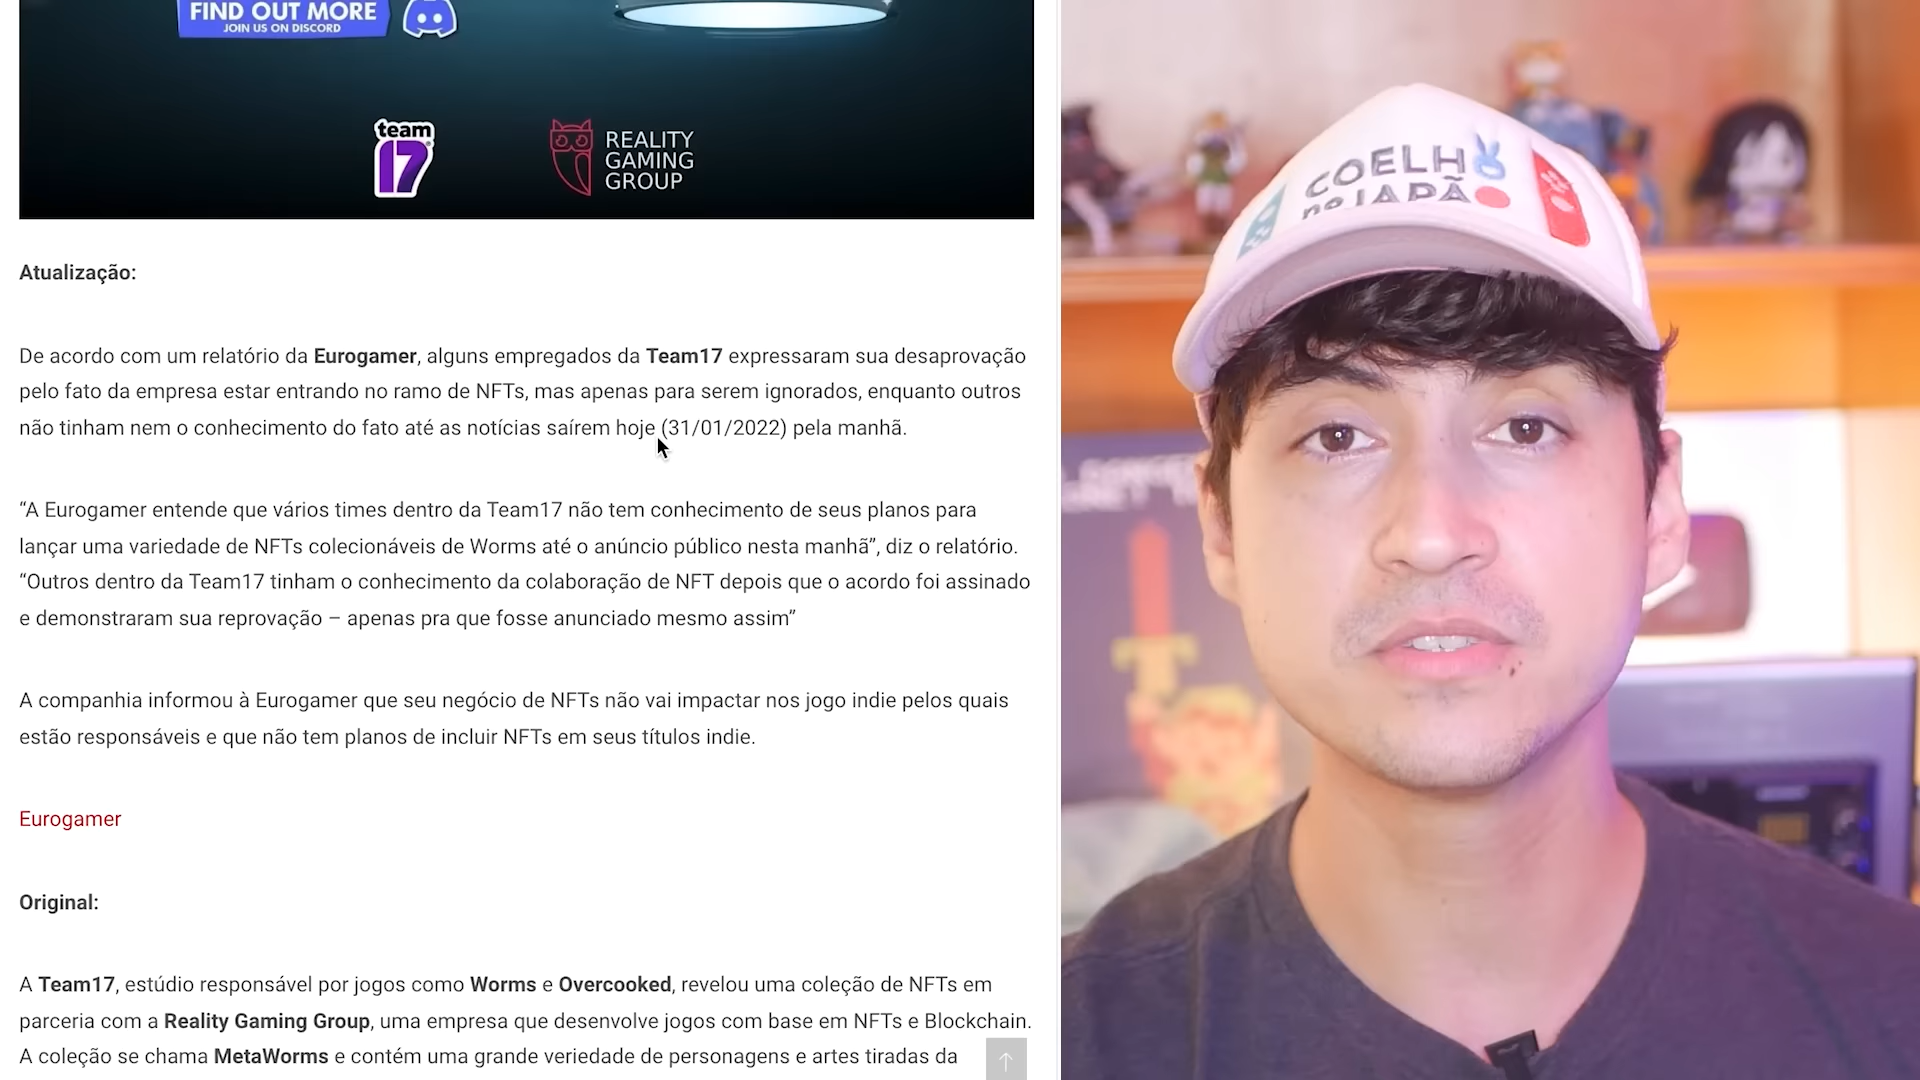 FIND OUT MORE
JOIN US ON DISCORD
team
17
REALITY
GAMING
GROUP
Atualização:
De acordo com um relatório da Eurogamer, alguns empregados da Team17 expressaram sua desaprovação
pelo fato da empresa estar entrando no ramo de NFTs, mas apenas para serem ignorados, enquanto outros
não tinham nem o conhecimento do fato até as notícias saírem hoje (31/01/2022) pela manhã.
“A Eurogamer entende que vários times dentro da Team17 não tem conhecimento de seus planos para
lançar uma variedade de NFTs colecionáveis de Worms até o anúncio público nesta manhã”, diz o relatório.
“Outros dentro da Team17 tinham o conhecimento da colaboração de NFT depois que o acordo foi assinado
e demonstraram sua reprovação – apenas pra que fosse anunciado mesmo assim”
A companhia informou à Eurogamer que seu negócio de NFTs não vai impactar nos jogo indie pelos quais
estão responsáveis e que não tem planos de incluir NFTs em seus títulos indie.
Eurogamer
Original:
A Team17, estúdio responsável por jogos como Worms e Overcooked, revelou uma coleção de NFTs em
parceria com a Reality Gaming Group, uma empresa que desenvolve jogos com base em NFTs e Blockchain.
A coleção se chama MetaWorms e contém uma grande veriedade de personagens e artes tiradas da
COELHO
no JAPÃO